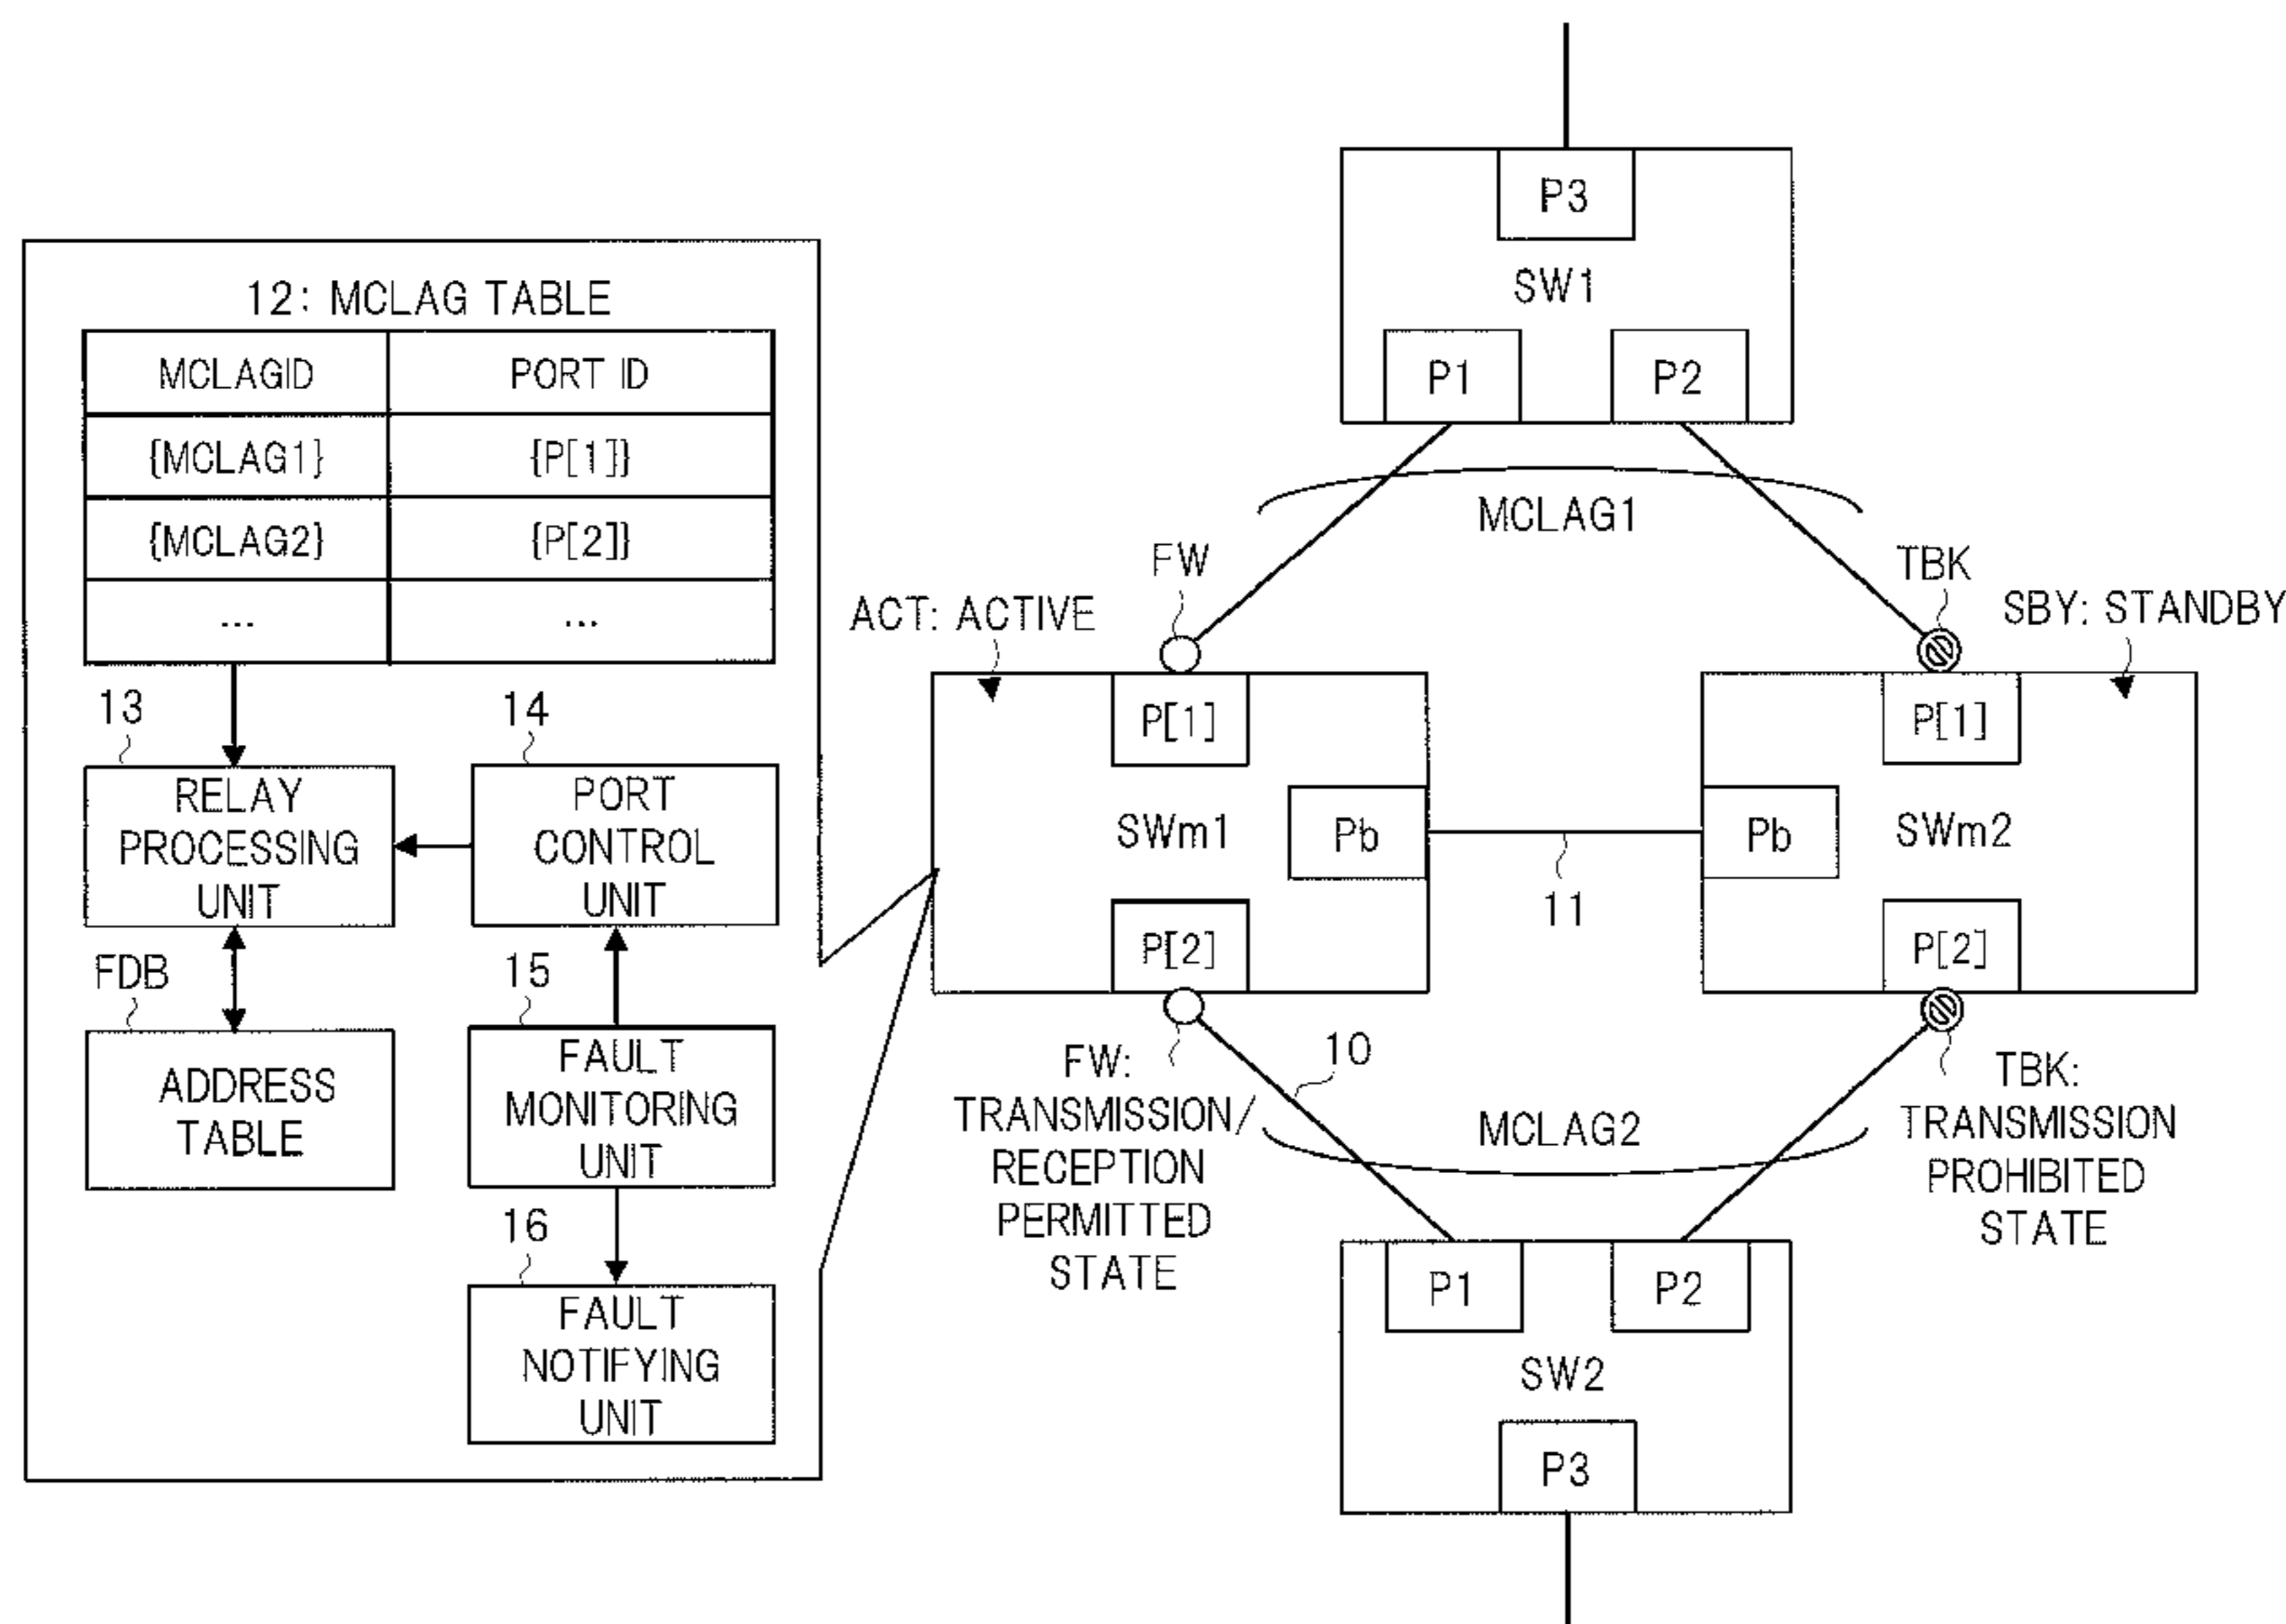 12: MCLAG TABLE
MCLAGID PORT ID
{MCLAG1} {P[1]}
{MCLAG2} {P[2]}
... ...
13
RELAY
PROCESSING
UNIT
14
PORT
CONTROL
UNIT
FDB
ADDRESS
TABLE
15
FAULT
MONITORING
UNIT
16
FAULT
NOTIFYING
UNIT
P3
SW1
P1 P2
MCLAG1
FW
TBK
ACT: ACTIVE
SBY: STANDBY
P[1]
SWm1
Pb
P[2]
11
P[1]
Pb
SWm2
P[2]
FW:
TRANSMISSION/
RECEPTION
PERMITTED
STATE
10
MCLAG2
TBK:
TRANSMISSION
PROHIBITED
STATE
P1 P2
SW2
P3